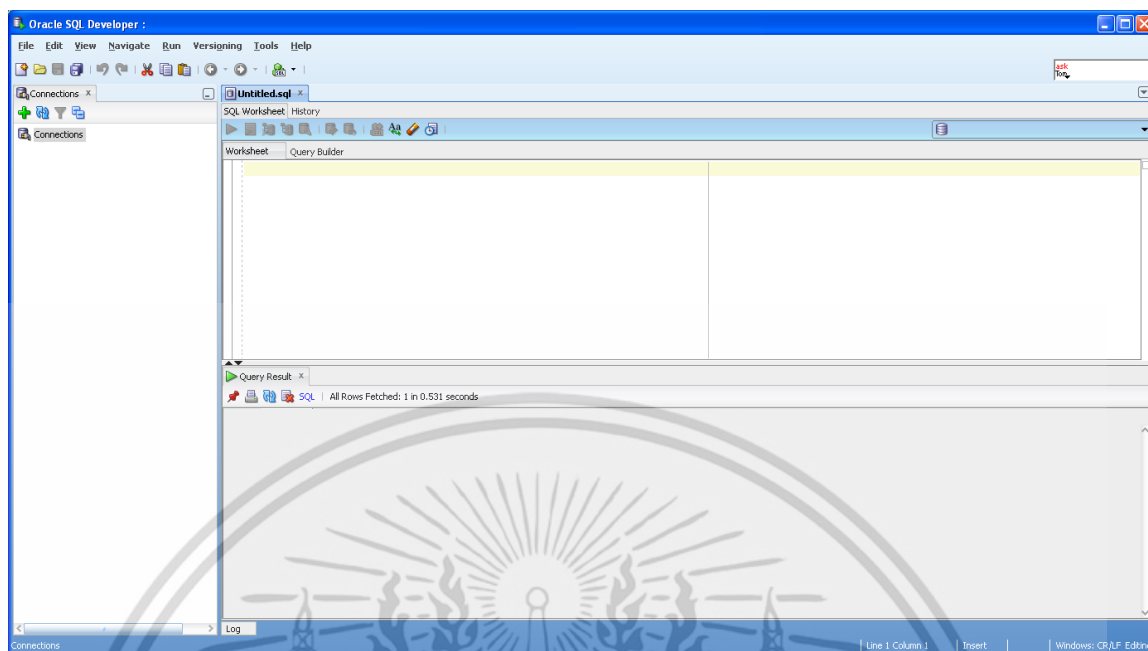 Oracle SQL Developer :
File Edit View Navigate Run Versioning Tools Help
ask
Tom
Connections
Untitled.sql
SQL Worksheet History
Connections
Worksheet Query Builder
Query Result
SQL All Rows Fetched: 1 in 0.531 seconds
Log
Connections Line 1 Column 1 Insert Windows: CR/LF Editing